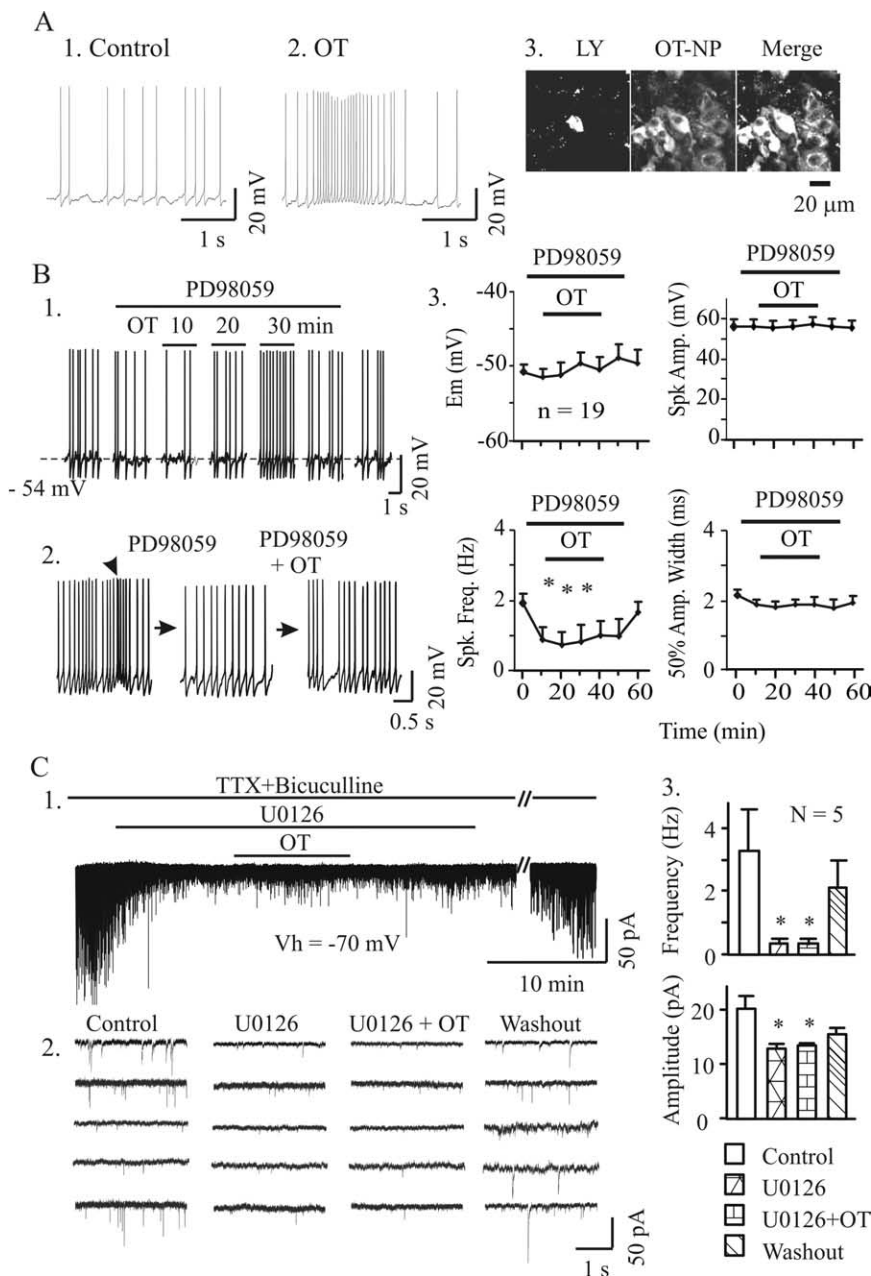 A
1. Control
2. OT
3. LY OT-NP Merge
20 mV
1 s
20 mV
1 s
20 μm
B
1.
PD98059
OT 10 20 30 min
- 54 mV
20 mV
1 s
2.
PD98059
PD98059
+ OT
20 mV
0.5 s
3.
PD98059
OT
-40
-50
-60
Em (mV)
n = 19
PD98059
OT
60
40
20
0
Spk Amp. (mV)
PD98059
OT
4
2
0
Spk. Freq. (Hz)
* * *
0 20 40 60
PD98059
OT
4
2
0
50% Amp. Width (ms)
0 20 40 60
Time (min)
C
1.
TTX+Bicuculline
U0126
OT
Vh = -70 mV
50 pA
10 min
2.
Control U0126 U0126 + OT Washout
50 pA
1 s
3.
N = 5
4
2
0
Frequency (Hz)
* *
20
10
0
Amplitude (pA)
* *
Control
U0126
U0126+OT
Washout